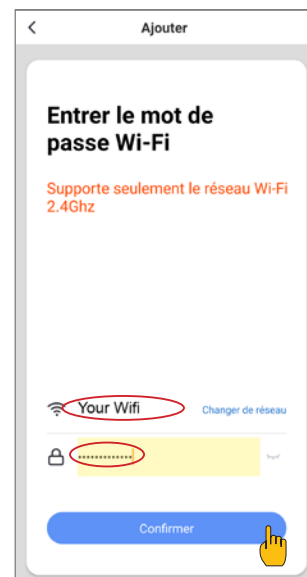 Ajouter
Entrer le mot de
passe Wi-Fi
Supporte seulement le réseau Wi-Fi
2.4Ghz
Your Wifi
Changer de réseau
•••••••••••••
Confirmer